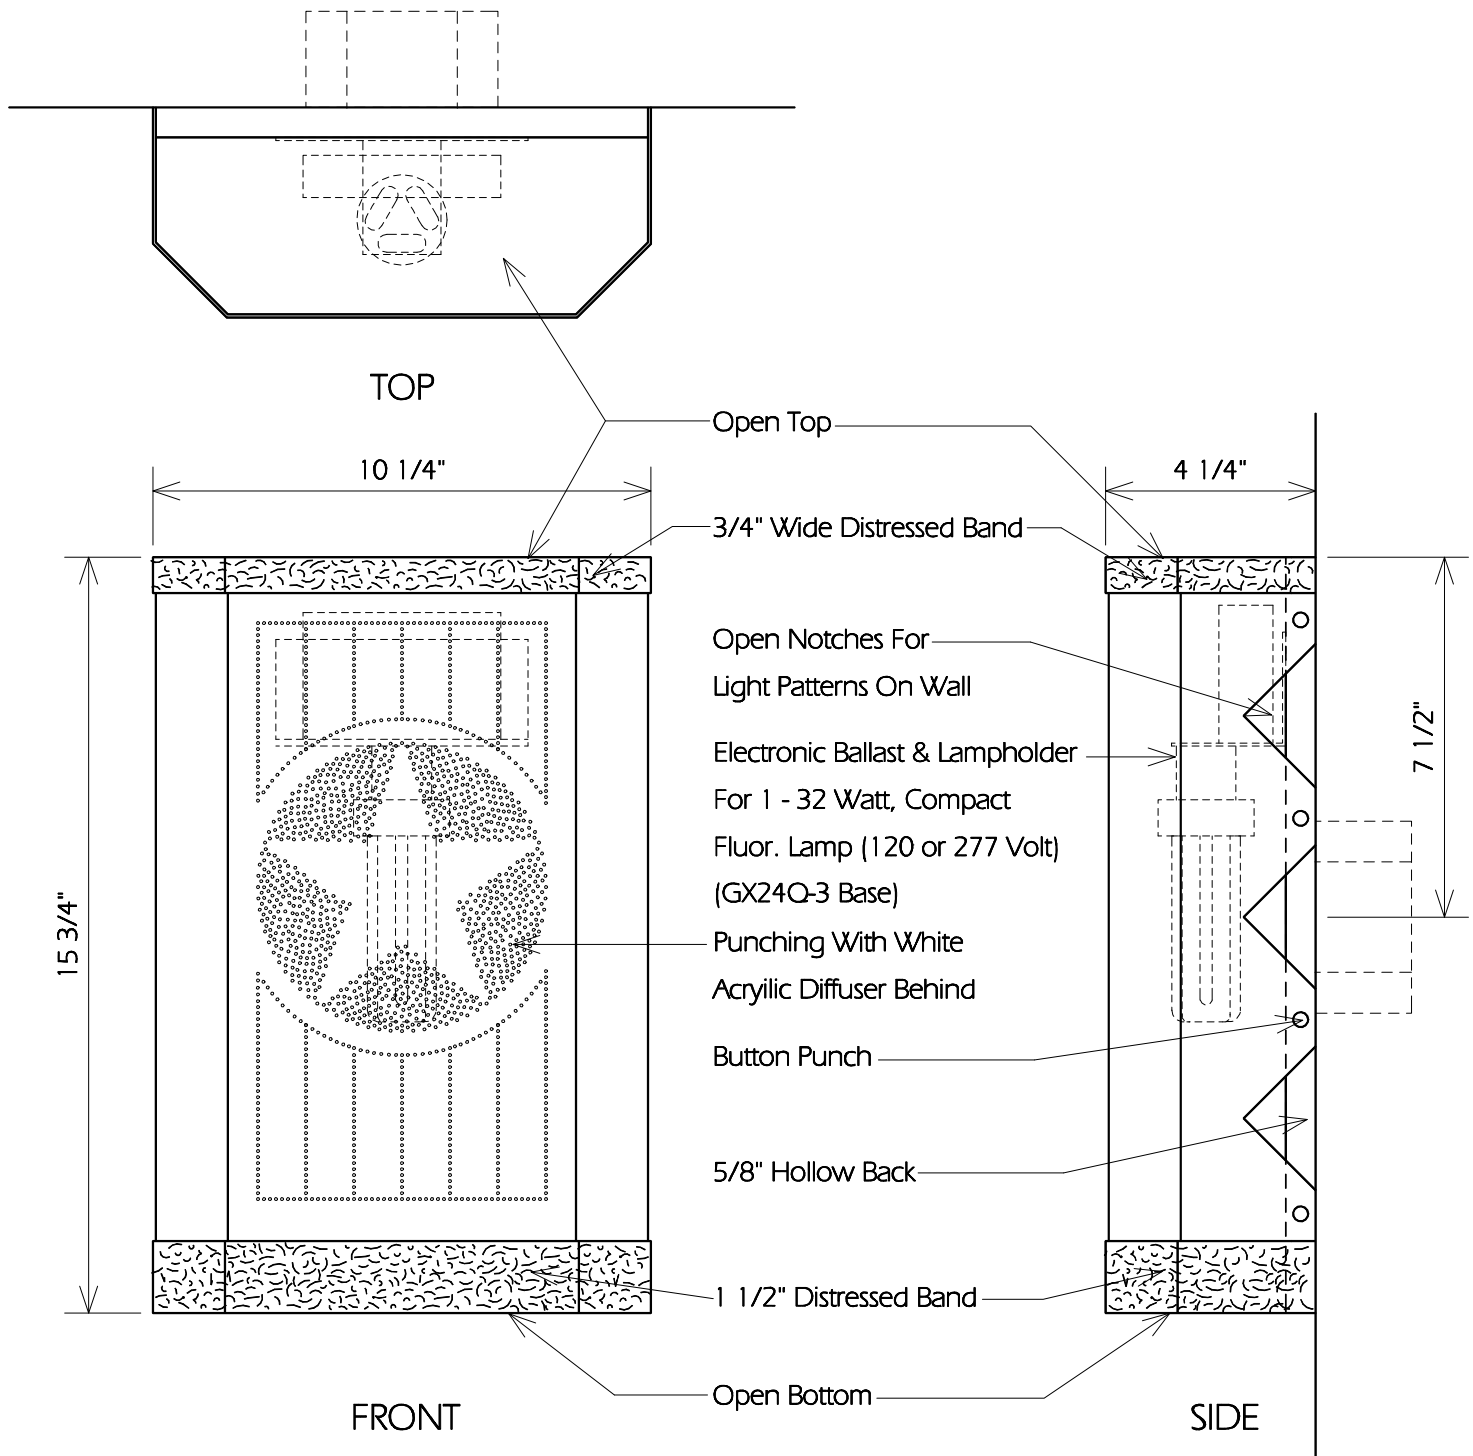 TOP
Open Top
10 1/4"
4 1/4"
3/4" Wide Distressed Band
Open Notches For
Light Patterns On Wall
7 1/2"
Electronic Ballast & Lampholder
For 1 - 32 Watt, Compact
Fluor. Lamp (120 or 277 Volt)
(GX24Q-3 Base)
15 3/4"
Punching With White
Acryilic Diffuser Behind
Button Punch
5/8" Hollow Back
1 1/2" Distressed Band
Open Bottom
FRONT
SIDE